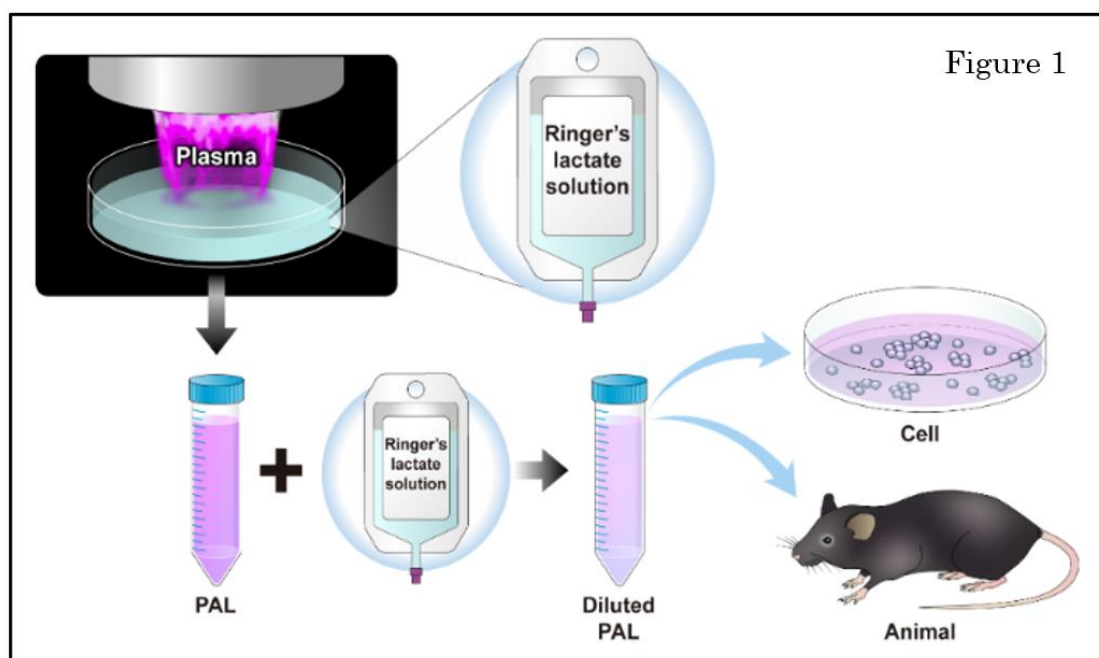 Figure 1
Plasma
Ringer's
lactate
solution
Ringer's
lactate
solution
PAL
Diluted
PAL
Cell
Animal